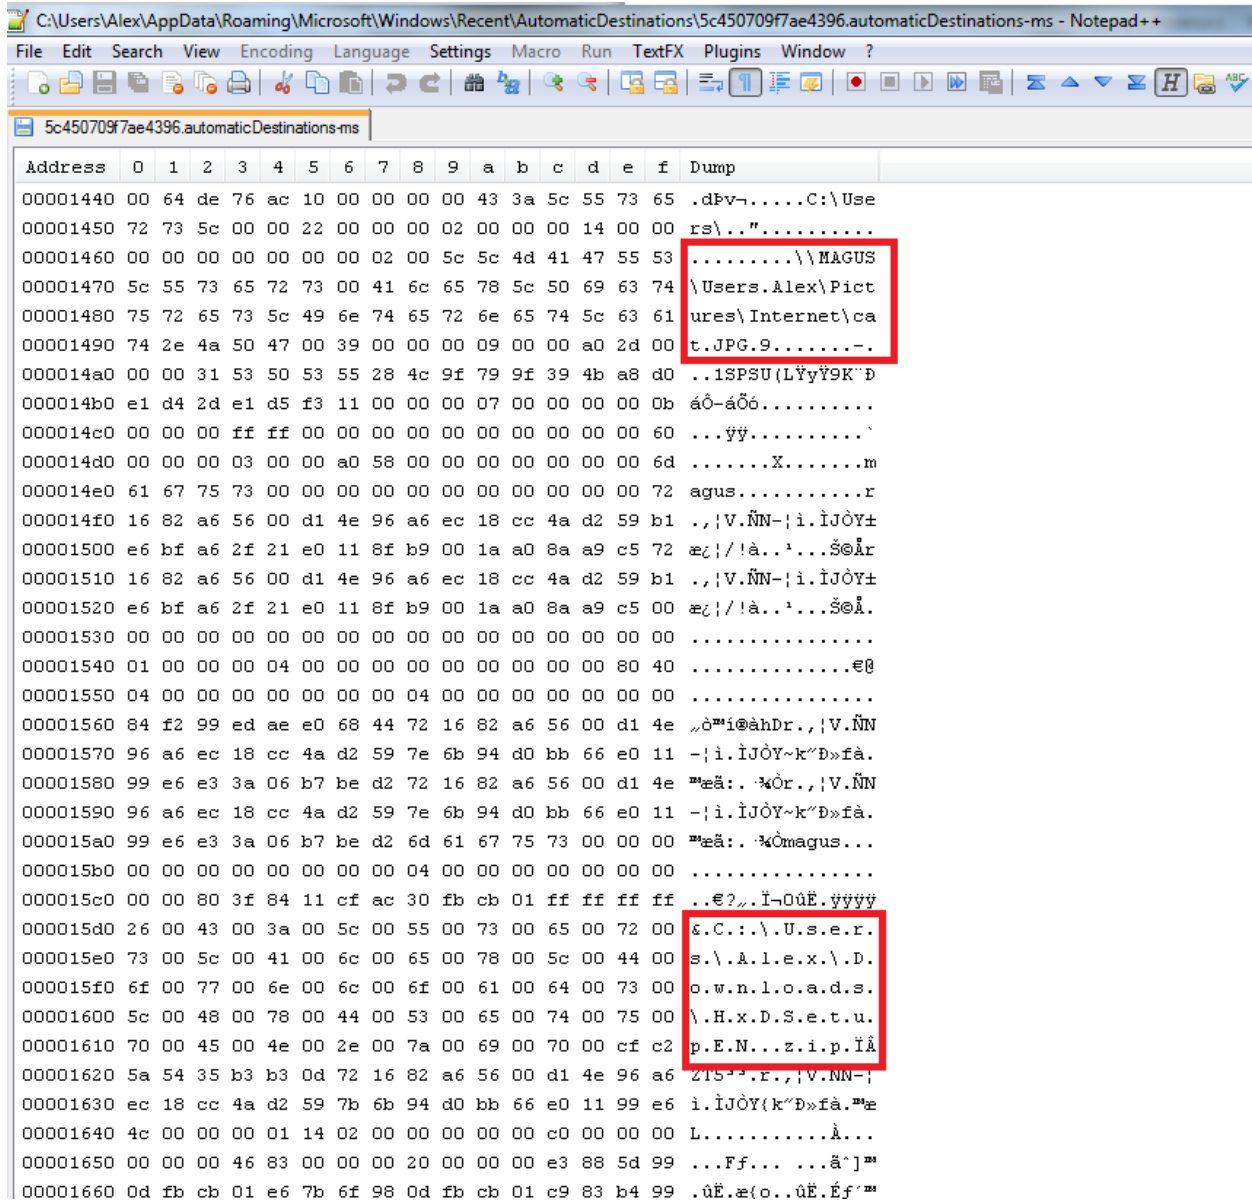 C:\Users\Alex\AppData\Roaming\Microsoft\Windows\Recent\AutomaticDestinations\5c450709f7ae4396.automaticDestinations-ms - Notepad++
File Edit Search View Encoding Language Settings Macro Run TextFX Plugins Window ?
5c450709f7ae4396.automaticDestinations-ms
Address 0 1 2 3 4 5 6 7 8 9 a b c d e f Dump
00001440 00 64 de 76 ac 10 00 00 00 00 43 3a 5c 55 73 65 .dÞv¬.....C:\Use
00001450 72 73 5c 00 00 22 00 00 00 02 00 00 00 14 00 00 rs\.."..........
00001460 00 00 00 00 00 00 00 02 00 5c 5c 4d 41 47 55 53 .........\\MAGUS
00001470 5c 55 73 65 72 73 00 41 6c 65 78 5c 50 69 63 74 \Users.Alex\Pict
00001480 75 72 65 73 5c 49 6e 74 65 72 6e 65 74 5c 63 61 ures\Internet\ca
00001490 74 2e 4a 50 47 00 39 00 00 00 09 00 00 a0 2d 00 t.JPG.9.......-.
000014a0 00 00 31 53 50 53 55 28 4c 9f 79 9f 39 4b a8 d0 ..1SPSU(LŸyŸ9K¨Ð
000014b0 e1 d4 2d e1 d5 f3 11 00 00 00 07 00 00 00 00 0b áÔ-áÕó..........
000014c0 00 00 00 ff ff 00 00 00 00 00 00 00 00 00 00 60 ...ÿÿ..........`
000014d0 00 00 00 03 00 00 a0 58 00 00 00 00 00 00 00 6d .......X.......m
000014e0 61 67 75 73 00 00 00 00 00 00 00 00 00 00 00 72 agus...........r
000014f0 16 82 a6 56 00 d1 4e 96 a6 ec 18 cc 4a d2 59 b1 .‚¦V.ÑN–¦ì.ÌJÒY±
00001500 e6 bf a6 2f 21 e0 11 8f b9 00 1a a0 8a a9 c5 72 æ¿¦/!à..¹...Š©År
00001510 16 82 a6 56 00 d1 4e 96 a6 ec 18 cc 4a d2 59 b1 .‚¦V.ÑN–¦ì.ÌJÒY±
00001520 e6 bf a6 2f 21 e0 11 8f b9 00 1a a0 8a a9 c5 00 æ¿¦/!à..¹...Š©Å.
00001530 00 00 00 00 00 00 00 00 00 00 00 00 00 00 00 00 ................
00001540 01 00 00 00 04 00 00 00 00 00 00 00 00 00 80 40 ..............€@
00001550 04 00 00 00 00 00 00 00 04 00 00 00 00 00 00 00 ................
00001560 84 f2 99 ed ae e0 68 44 72 16 82 a6 56 00 d1 4e „ò™í®àhDr.‚¦V.ÑN
00001570 96 a6 ec 18 cc 4a d2 59 7e 6b 94 d0 bb 66 e0 11 –¦ì.ÌJÒY~k”Ð»fà.
00001580 99 e6 e3 3a 06 b7 be d2 72 16 82 a6 56 00 d1 4e ™æã:.·¾Òr.‚¦V.ÑN
00001590 96 a6 ec 18 cc 4a d2 59 7e 6b 94 d0 bb 66 e0 11 –¦ì.ÌJÒY~k”Ð»fà.
000015a0 99 e6 e3 3a 06 b7 be d2 6d 61 67 75 73 00 00 00 ™æã:.·¾Òmagus...
000015b0 00 00 00 00 00 00 00 00 04 00 00 00 00 00 00 00 ................
000015c0 00 00 80 3f 84 11 cf ac 30 fb cb 01 ff ff ff ff ..€?„.Ï¬0ûË.ÿÿÿÿ
000015d0 26 00 43 00 3a 00 5c 00 55 00 73 00 65 00 72 00 &.C.:.\.U.s.e.r.
000015e0 73 00 5c 00 41 00 6c 00 65 00 78 00 5c 00 44 00 s.\.A.l.e.x.\.D.
000015f0 6f 00 77 00 6e 00 6c 00 6f 00 61 00 64 00 73 00 o.w.n.l.o.a.d.s.
00001600 5c 00 48 00 78 00 44 00 53 00 65 00 74 00 75 00 \.H.x.D.S.e.t.u.
00001610 70 00 45 00 4e 00 2e 00 7a 00 69 00 70 00 cf c2 p.E.N...z.i.p.ÏÂ
00001620 5a 54 35 b3 b3 0d 72 16 82 a6 56 00 d1 4e 96 a6 ZT5³³.r.‚¦V.ÑN–¦
00001630 ec 18 cc 4a d2 59 7b 6b 94 d0 bb 66 e0 11 99 e6 ì.ÌJÒY{k”Ð»fà.™æ
00001640 4c 00 00 00 01 14 02 00 00 00 00 00 c0 00 00 00 L...........À...
00001650 00 00 00 46 83 00 00 00 20 00 00 00 e3 88 5d 99 ...Fƒ... ...ãˆ]™
00001660 0d fb cb 01 e6 7b 6f 98 0d fb cb 01 c9 83 b4 99 .ûË.æ{o˜.ûË.Éƒ´™